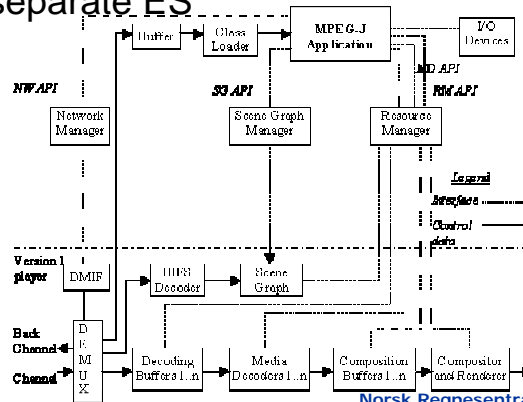 separate ES
Buffer
Class
Loader
MPEG-J
Application
I/O
Devices
MD API
NW API
SG API
RM API
Network
Manager
Scene Graph
Manager
Resource
Manager
Legend
Interface
Control
data
Version 1
player
DMIF
BIFS
Decoder
Scene
Graph
Back
Channel
Channel
D
E
M
U
X
Decoding
Buffers 1..n
Media
Decoders 1..n
Composition
Buffers 1..n
Compositor
and Renderer
Norsk Regnesentra